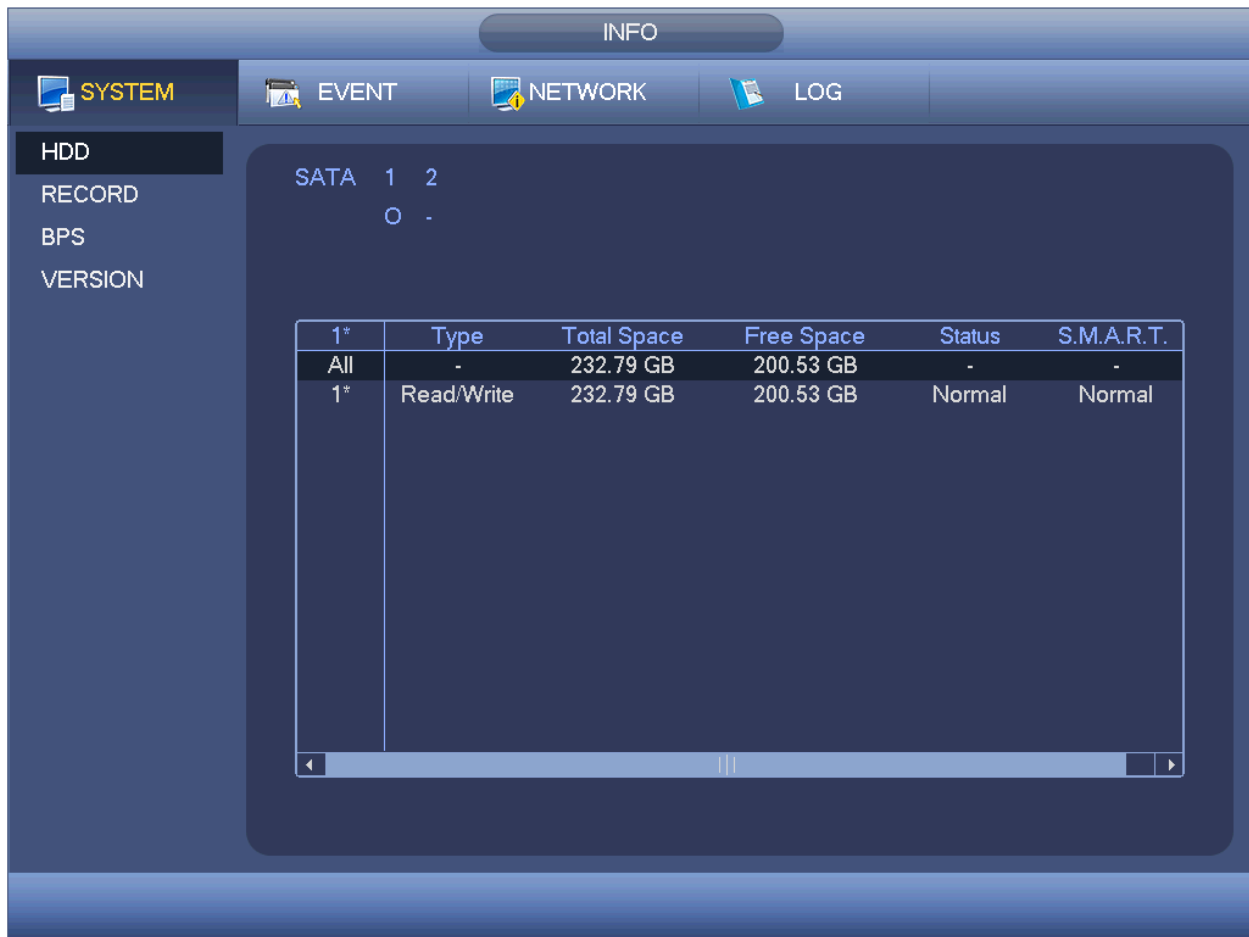 INFO
SYSTEM EVENT NETWORK LOG
HDD
RECORD
BPS
VERSION
SATA 1 2
O -
1* Type Total Space Free Space Status S.M.A.R.T.
All - 232.79 GB 200.53 GB - -
1* Read/Write 232.79 GB 200.53 GB Normal Normal